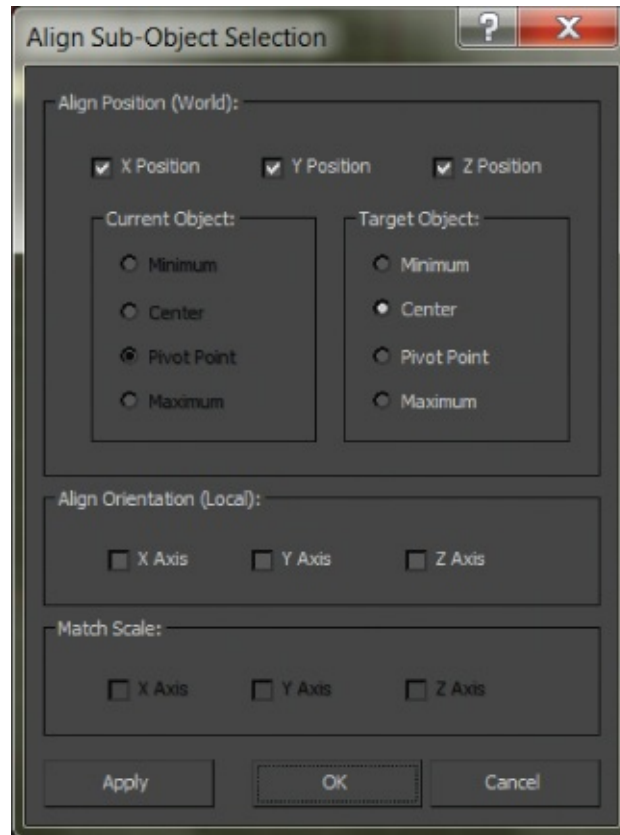 Align Sub-Object Selection
?
X
Align Position (World):
X Position Y Position Z Position
Current Object: Target Object:
Minimum Minimum
Center Center
Pivot Point Pivot Point
Maximum Maximum
Align Orientation (Local):
X Axis Y Axis Z Axis
Match Scale:
X Axis Y Axis Z Axis
Apply OK Cancel